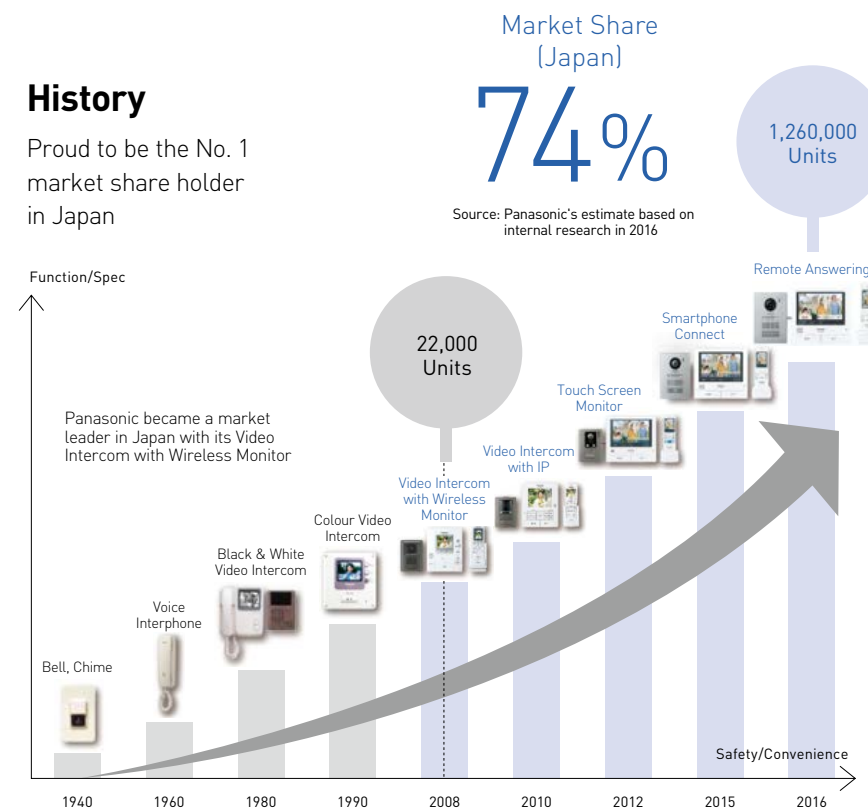 Market Share
(Japan)
74%
Source: Panasonic's estimate based on
internal research in 2016
History
Proud to be the No. 1
market share holder
in Japan
1,260,000
Units
Function/Spec
22,000
Units
Panasonic became a market
leader in Japan with its Video
Intercom with Wireless Monitor
Bell, Chime
Voice
Interphone
Black & White
Video Intercom
Colour Video
Intercom
Video Intercom
with Wireless
Monitor
Video Intercom
with IP
Touch Screen
Monitor
Smartphone
Connect
Remote Answering
Safety/Convenience
1940 1960 1980 1990 2008 2010 2012 2015 2016